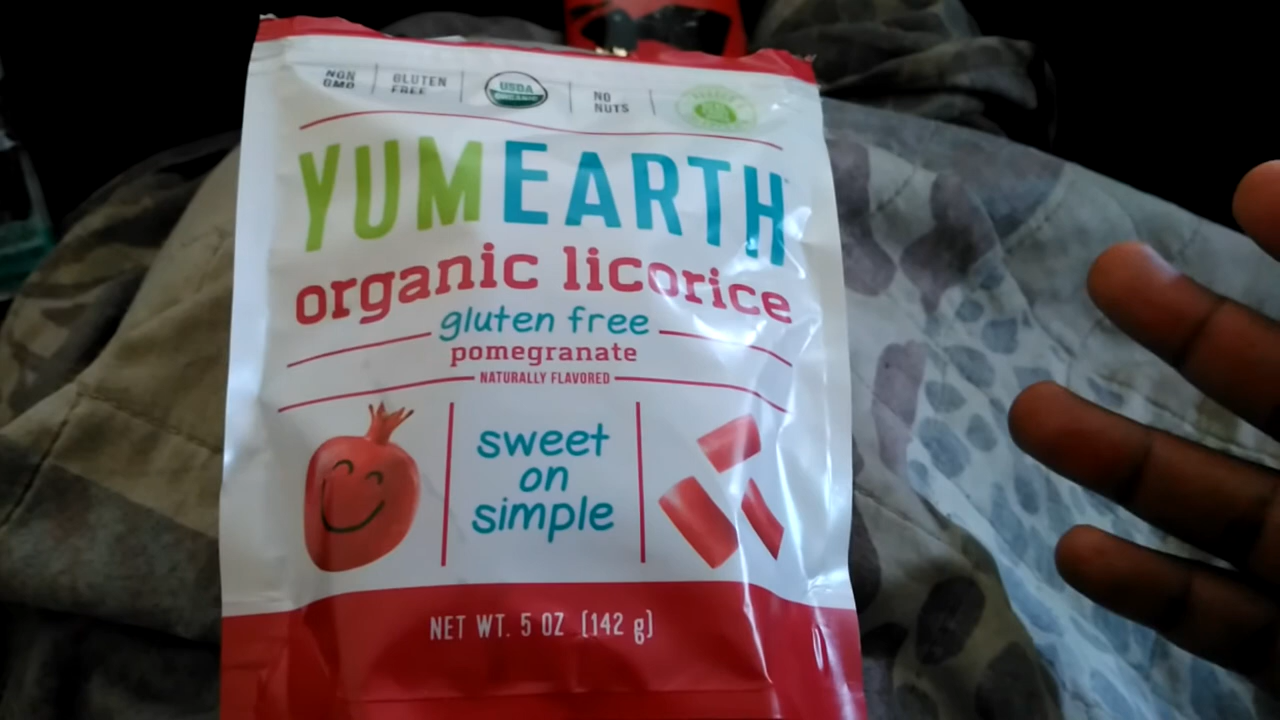 NON GMO
GLUTEN FREE
USDA ORGANIC
NO NUTS
YUMEARTH
organic licorice
gluten free
pomegranate
NATURALLY FLAVORED
sweet
on
simple
NET WT. 5 OZ (142 g)